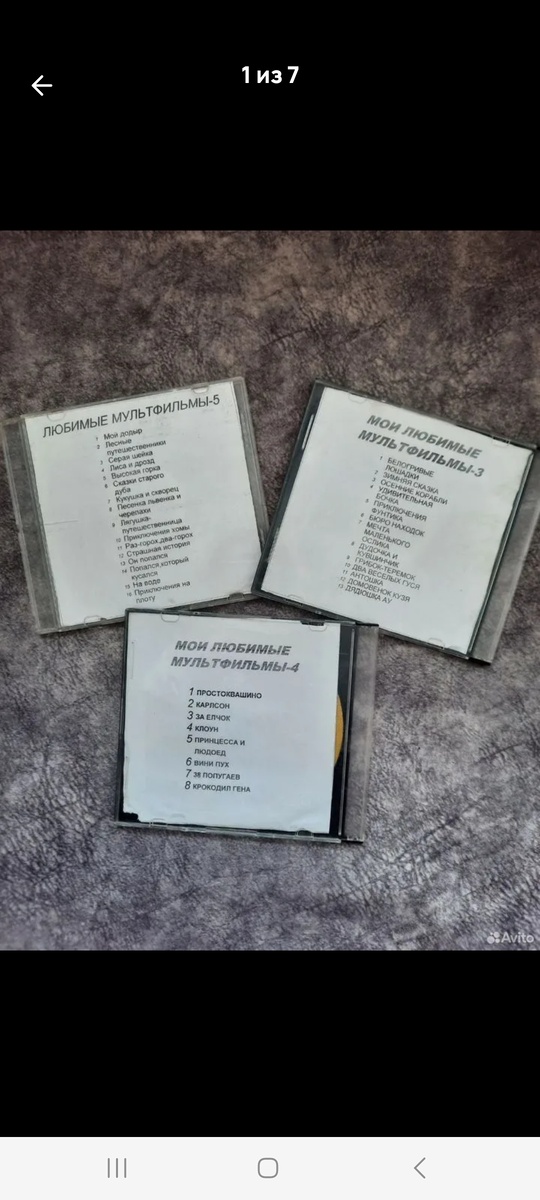 1 из 7
ЛЮБИМЫЕ МУЛЬТФИЛЬМЫ-5
1 Мой додыр
2 Лесные
путешественники
3 Серая шейка
4 Лиса и дрозд
5 Высокая горка
6 Сказки старого
дуба
7 Кукушка и скворец
8 Песенка львенка и
черепахи
9 Лягушка-
путешественница
10 Приключения хомы
11 Раз-горох,два-горох
12 Страшная история
13 Он попался
14 Попался,который
кусался
15 На воде
16 Приключения на
плоту
МОИ ЛЮБИМЫЕ
МУЛЬТФИЛЬМЫ-3
1 БЕЛОГРИВЫЕ
ЛОШАДКИ
2 ЗИМНЯЯ СКАЗКА
3 ОСЕННИЕ КОРАБЛИ
4 УДИВИТЕЛЬНАЯ
БОЧКА
5 ПРИКЛЮЧЕНИЯ
ФУНТИКА
6 БЮРО НАХОДОК
7 МЕЧТА
МАЛЕНЬКОГО
ОСЛИКА
8 ДУДОЧКА И
КУВШИНЧИК
9 ГРИБОК-ТЕРЕМОК
10 ДВА ВЕСЕЛЫХ ГУСЯ
11 АНТОШКА
12 ДОМОВЕНОК КУЗЯ
13 ДЯДЮШКА АУ
МОИ ЛЮБИМЫЕ
МУЛЬТФИЛЬМЫ-4
1 ПРОСТОКВАШИНО
2 КАРЛСОН
3 ЗА ЕЛЧОК
4 КЛОУН
5 ПРИНЦЕССА И
ЛЮДОЕД
6 ВИНИ ПУХ
7 38 ПОПУГАЕВ
8 КРОКОДИЛ ГЕНА
Avito